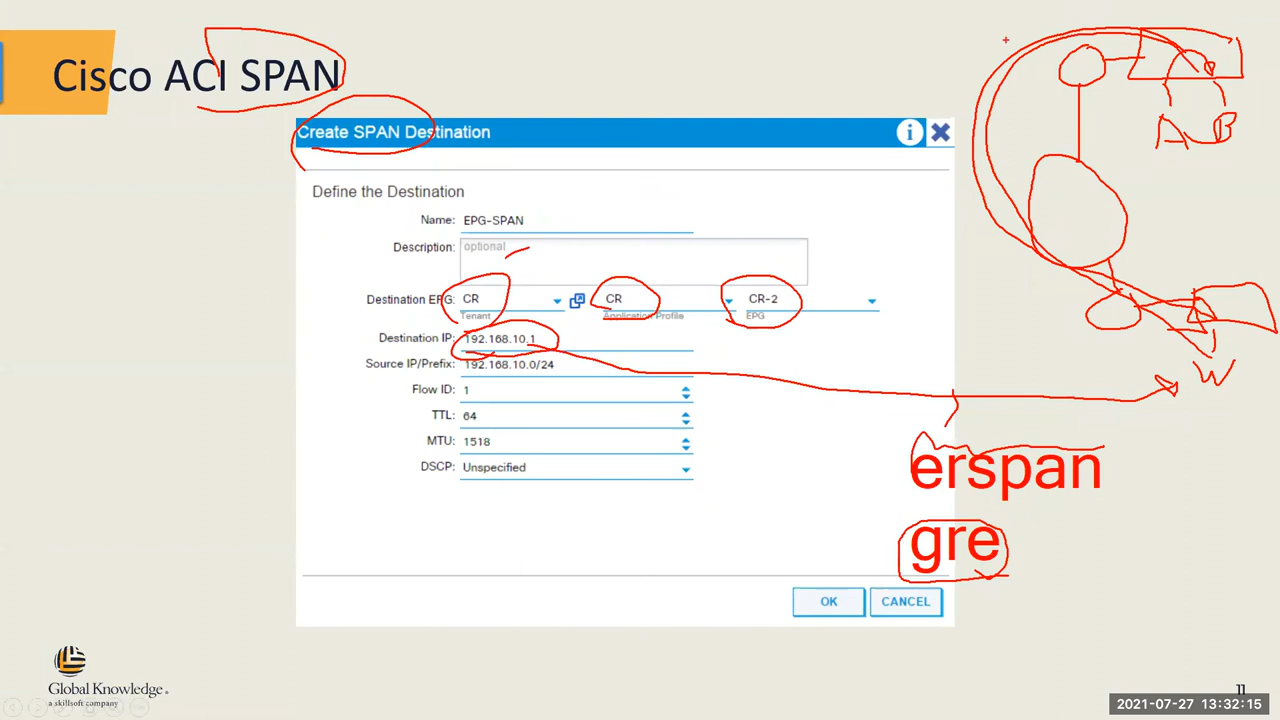 Cisco ACI SPAN
Create SPAN Destination
Define the Destination
Name: EPG-SPAN
Description: optional
Destination EPG: CR CR CR-2
Tenant Application Profile EPG
Destination IP: 192.168.10.1
Source IP/Prefix: 192.168.10.0/24
Flow ID: 1
TTL: 64
MTU: 1518
DSCP: Unspecified
OK CANCEL
A B
W
erspan
gre
Global Knowledge®
a skillsoft company
11
2021-07-27 13:32:15